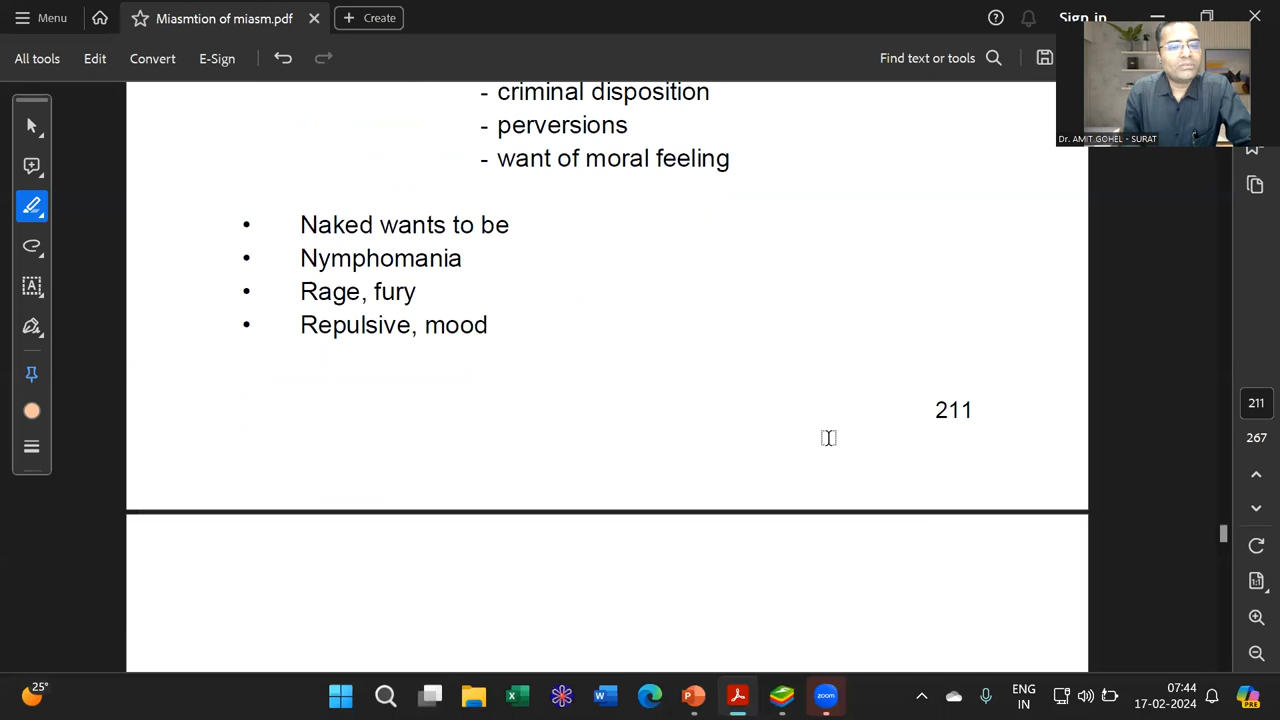 Menu
Miasmtion of miasm.pdf
Create
Sign in
All tools
Edit
Convert
E-Sign
Find text or tools
- criminal disposition
- perversions
- want of moral feeling
Dr. AMIT GOHEL - SURAT
• Naked wants to be
• Nymphomania
• Rage, fury
• Repulsive, mood
211
211
267
25°
ENG
IN
07:44
17-02-2024
PRE